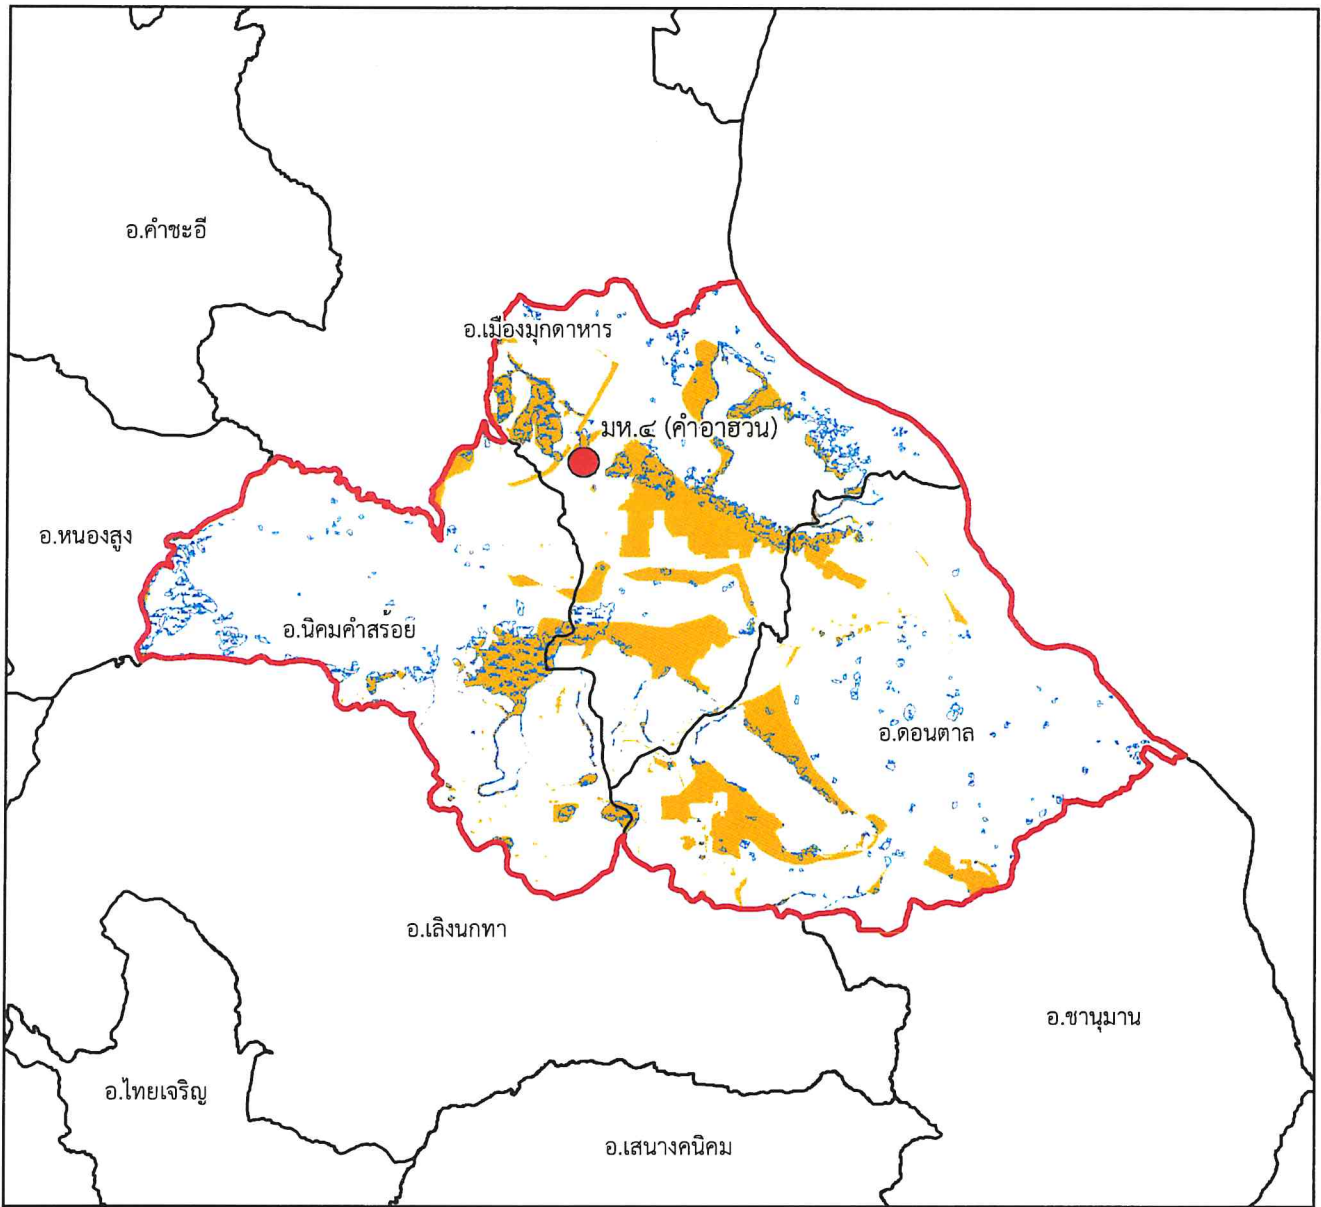 อ.คำชะอี
อ.เมืองมุกดาหาร
มห.๔ (คำอาฮวน)
อ.หนองสูง
อ.นิคมคำสร้อย
อ.ดอนตาล
อ.เลิงนกทา
อ.ชานุมาน
อ.ไทยเจริญ
อ.เสนางคนิคม